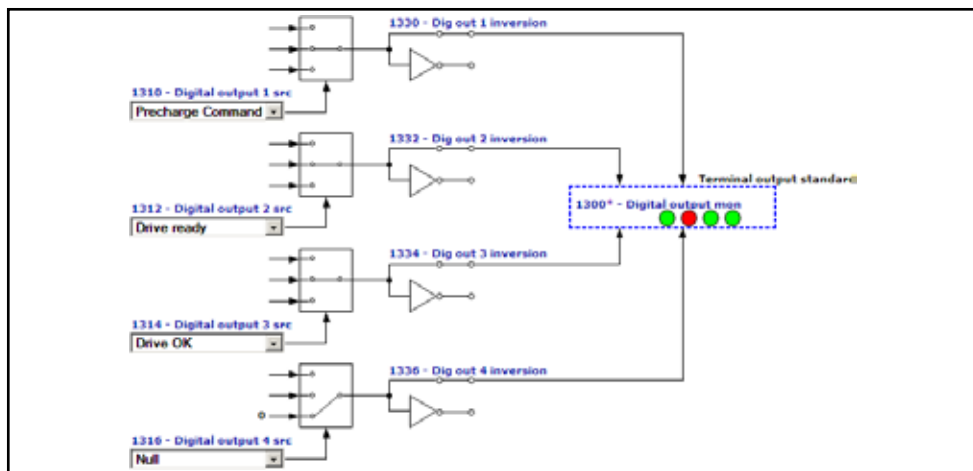 1330 - Dig out 1 inversion
1310 - Digital output 1 src
Precharge Command
1332 - Dig out 2 inversion
Terminal output standard
1300* - Digital output mon
1312 - Digital output 2 src
Drive ready
1334 - Dig out 3 inversion
1314 - Digital output 3 src
Drive OK
1336 - Dig out 4 inversion
1316 - Digital output 4 src
Null